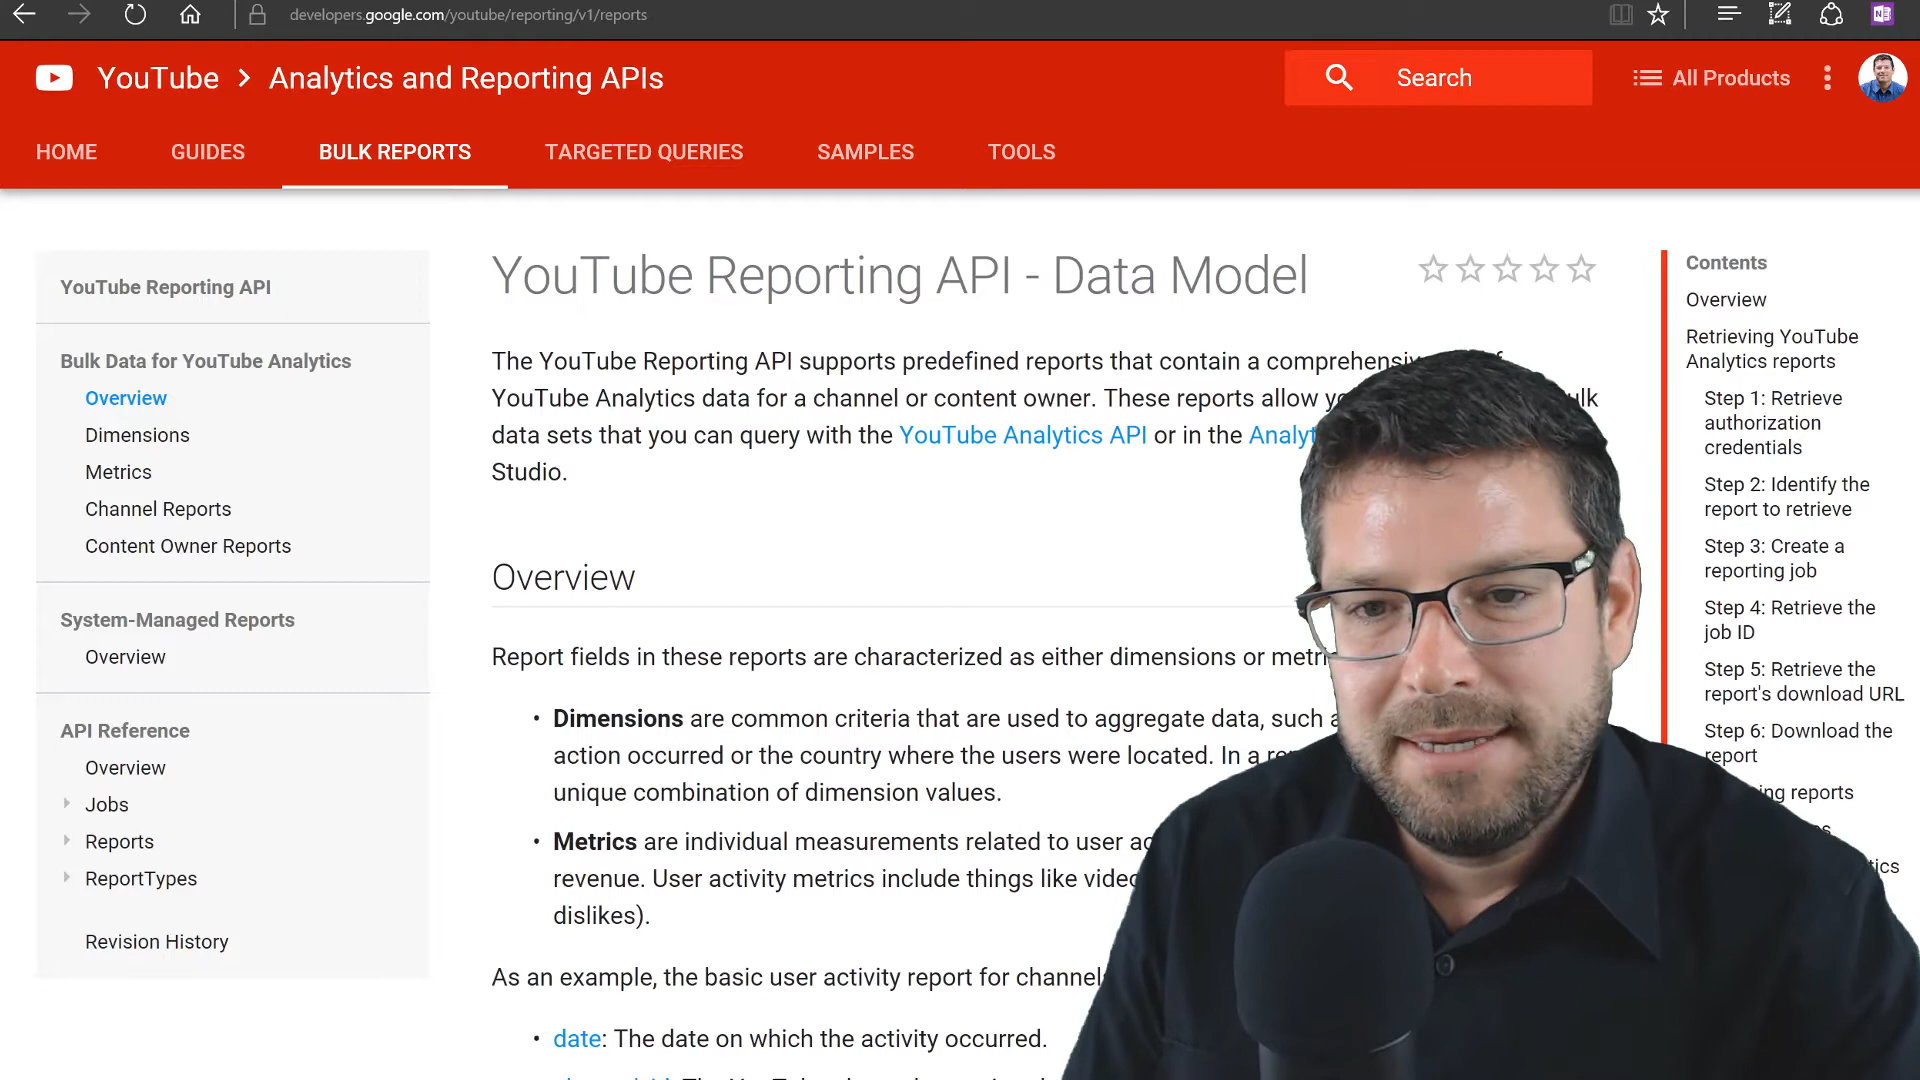 developers.google.com/youtube/reporting/v1/reports
YouTube
Analytics and Reporting APIs
Search
All Products
HOME
GUIDES
BULK REPORTS
TARGETED QUERIES
SAMPLES
TOOLS
YouTube Reporting API
Bulk Data for YouTube Analytics
Overview
Dimensions
Metrics
Channel Reports
Content Owner Reports
System-Managed Reports
Overview
API Reference
Overview
Jobs
Reports
ReportTypes
Revision History
YouTube Reporting API - Data Model
The YouTube Reporting API supports predefined reports that contain a
YouTube Analytics data for a channel or content owner. These reports allow
data sets that you can query with the YouTube Analytics API or in the
Studio.
Overview
Report fields in these reports are characterized as either dimensions or
• Dimensions are common criteria that are used to aggregate data, such
action occurred or the country where the users were located. In a
unique combination of dimension values.
• Metrics are individual measurements related to user
revenue. User activity metrics include things like
dislikes).
As an example, the basic user activity report for
• date: The date on which the activity occurred.
Contents
Overview
Retrieving YouTube
Analytics reports
Step 1: Retrieve
authorization
credentials
Step 2: Identify the
report to retrieve
Step 3: Create a
reporting job
Step 4: Retrieve the
job ID
Step 5: Retrieve the
report's download URL
Step 6: Download the
report
reports